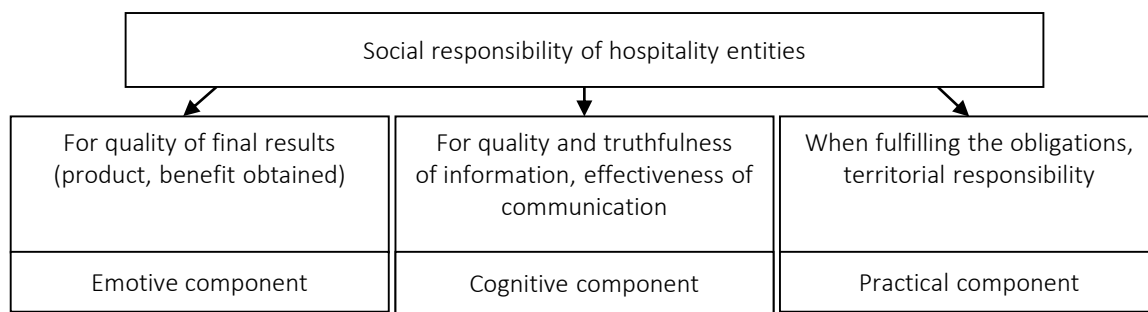 Social responsibility of hospitality entities
For quality of final results
(product, benefit obtained)
Emotive component
For quality and truthfulness
of information, effectiveness of
communication
Cognitive component
When fulfilling the obligations,
territorial responsibility
Practical component